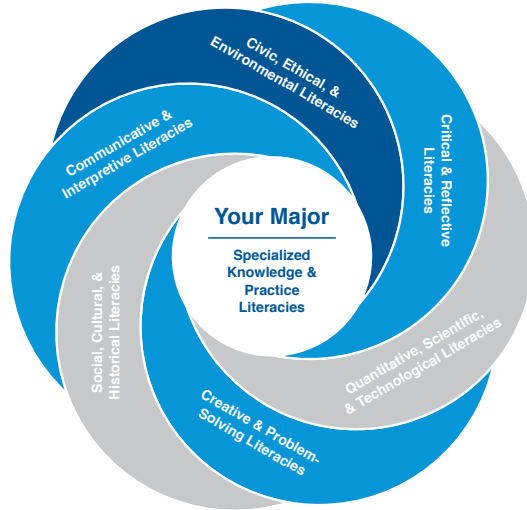 Civic, Ethical, &
Environmental Literacies
Critical & Reflective
Literacies
Quantitative, Scientific,
& Technological Literacies
Creative & Problem-
Solving Literacies
Social, Cultural, &
Historical Literacies
Communicative &
Interpretive Literacies
Your Major
Specialized
Knowledge &
Practice
Literacies